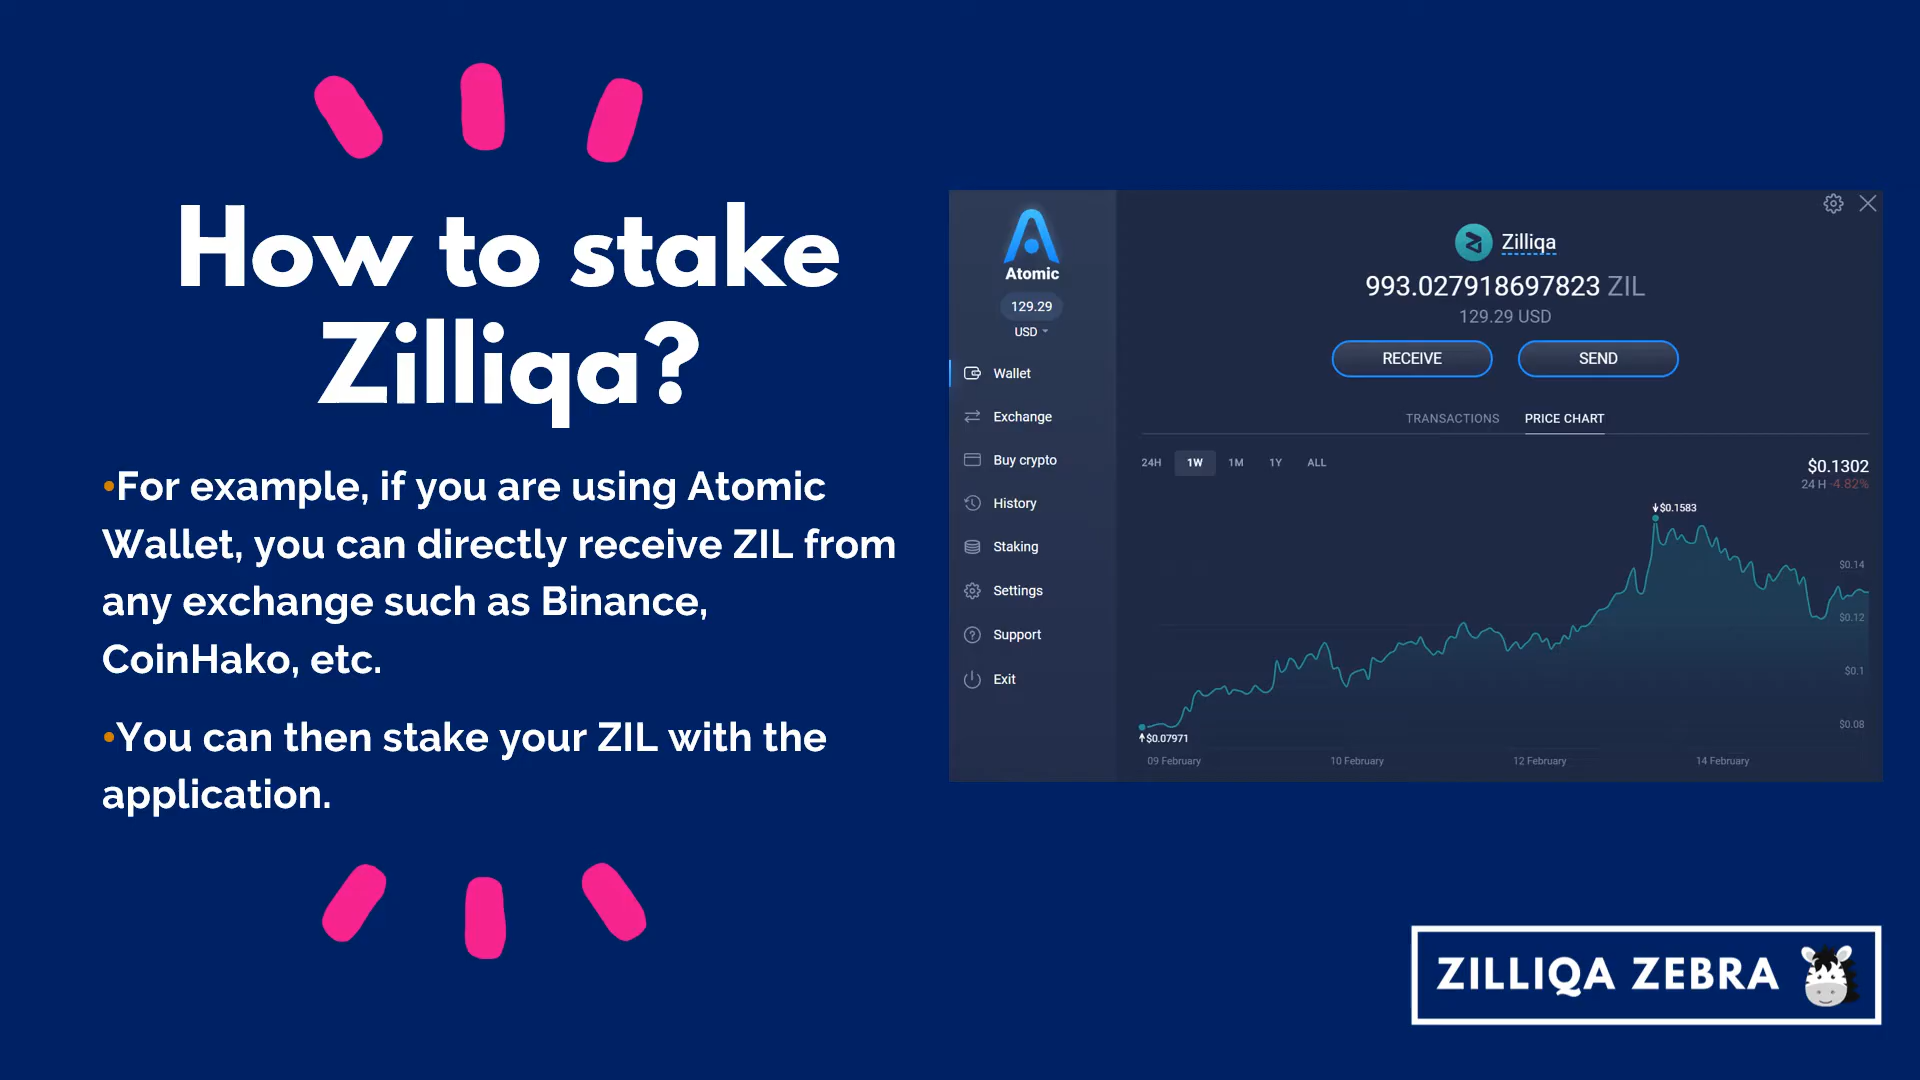 How to stake
Zilliqa?
•For example, if you are using Atomic
Wallet, you can directly receive ZIL from
any exchange such as Binance,
CoinHako, etc.
•You can then stake your ZIL with the
application.
Atomic
129.29
USD
Wallet
Exchange
Buy crypto
History
Staking
Settings
Support
Exit
Zilliqa
993.027918697823 ZIL
129.29 USD
RECEIVE SEND
TRANSACTIONS PRICE CHART
24H 1W 1M 1Y ALL
$0.1302
24 H -4.82%
$0.1583
$0.14
$0.12
$0.1
$0.08
$0.07971
09 February 10 February 12 February 14 February
ZILLIQA ZEBRA